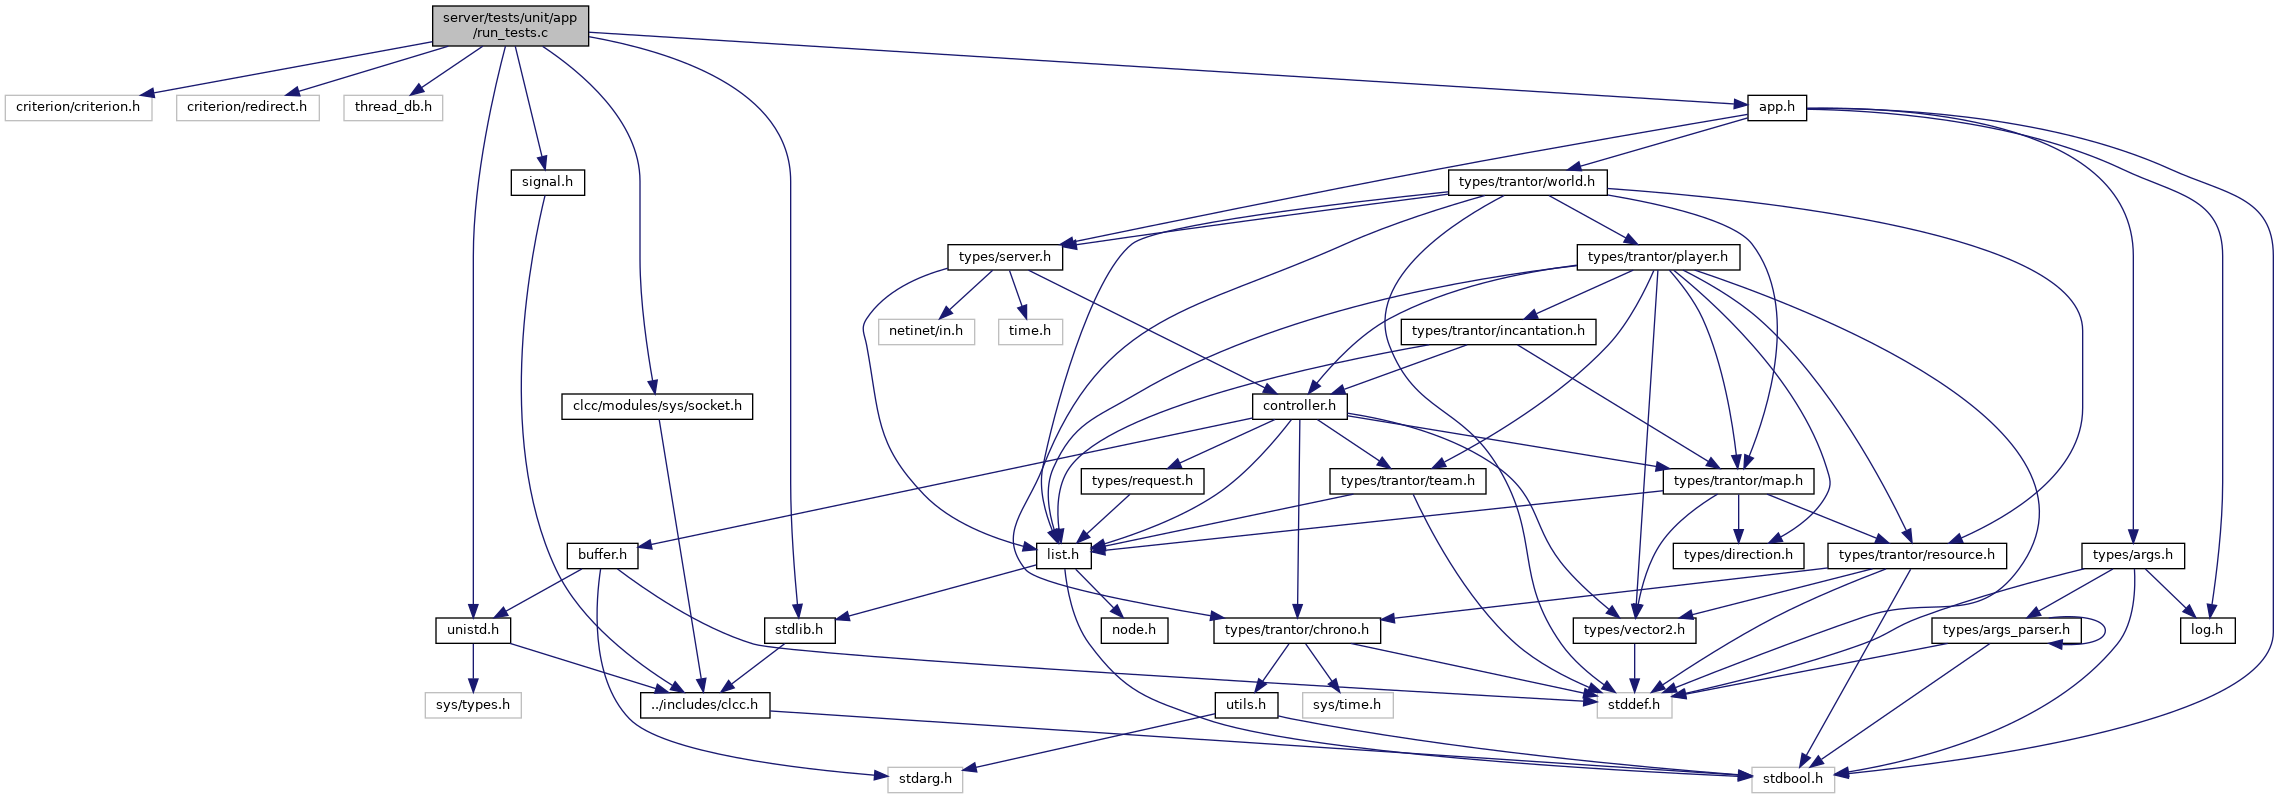 server/tests/unit/app
/run_tests.c
criterion/criterion.h
criterion/redirect.h
thread_db.h
app.h
signal.h
types/trantor/world.h
types/server.h
types/trantor/player.h
netinet/in.h
time.h
types/trantor/incantation.h
clcc/modules/sys/socket.h
controller.h
types/request.h
types/trantor/team.h
types/trantor/map.h
buffer.h
list.h
types/direction.h
types/trantor/resource.h
types/args.h
unistd.h
stdlib.h
node.h
types/trantor/chrono.h
types/vector2.h
types/args_parser.h
log.h
sys/types.h
../includes/clcc.h
utils.h
sys/time.h
stddef.h
stdarg.h
stdbool.h